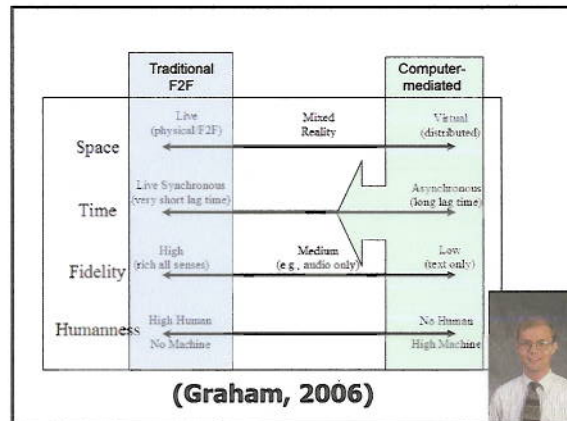 Traditional
F2F
Computer-
mediated
Space
Live
(physical/F2F)
Mixed
Reality
Virtual
(distributed)
Time
Live Synchronous
(very short lag time)
Asynchronous
(long lag time)
Fidelity
High
(rich all senses)
Medium
(e.g., audio only)
Low
(text only)
Humanness
High Human
No Machine
No Human
High Machine
(Graham, 2006)